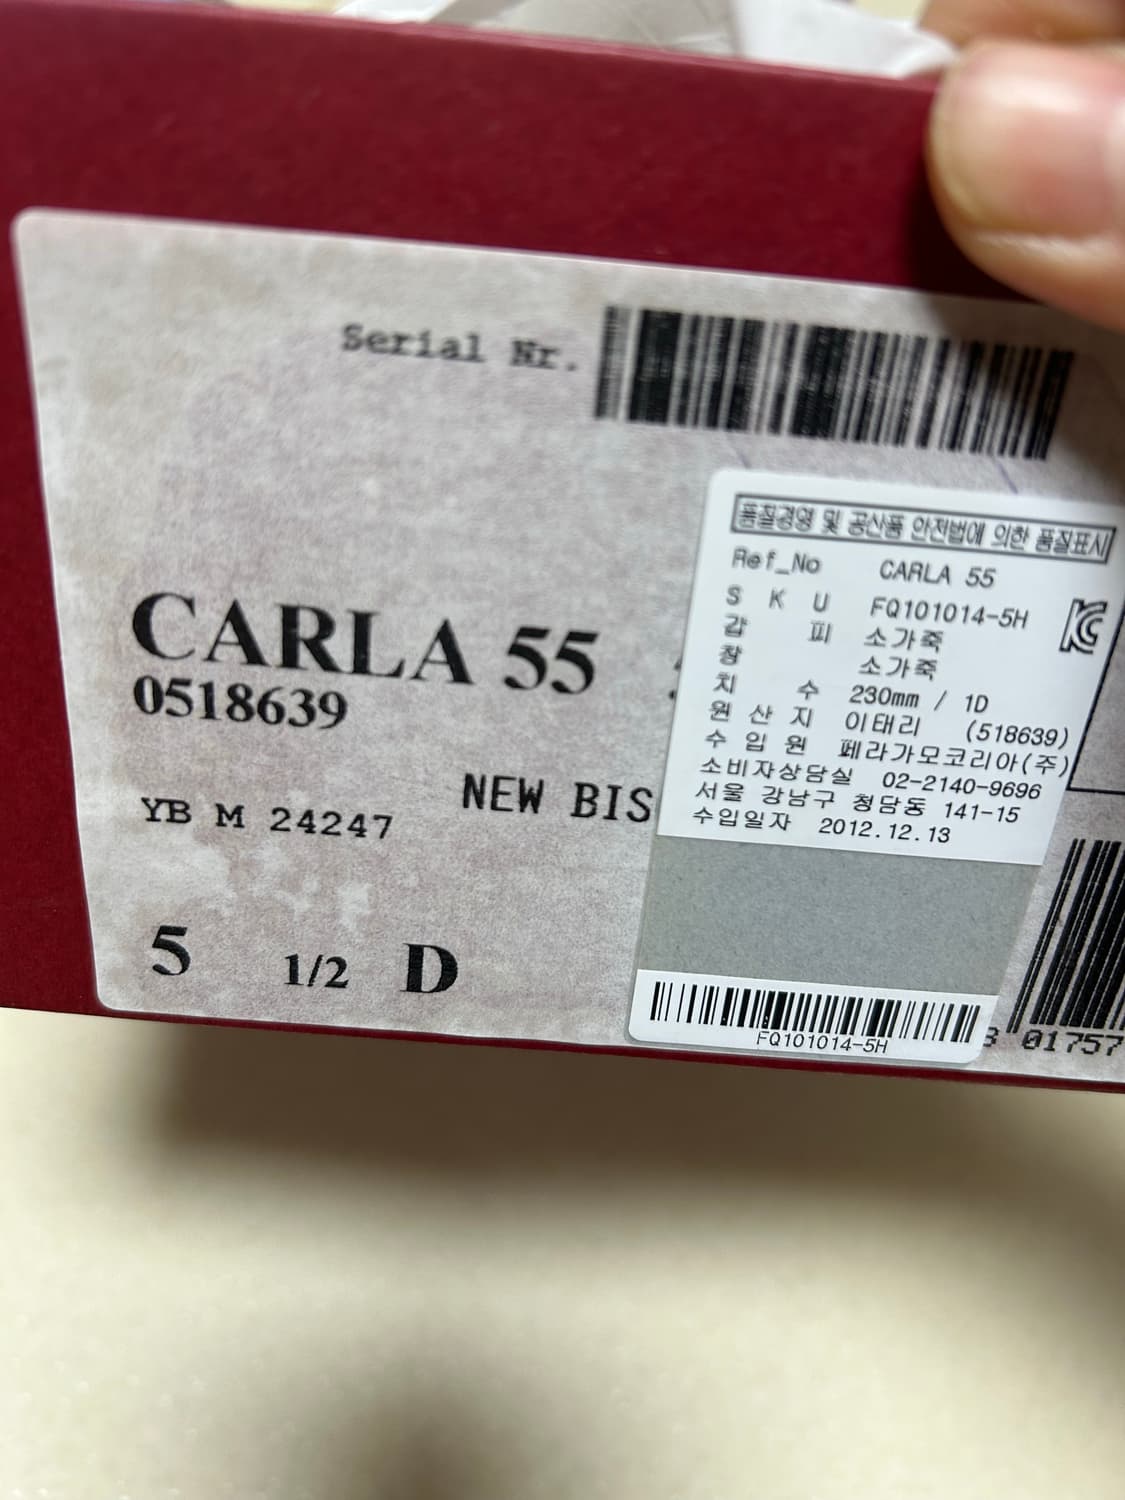 Serial Nr.
CARLA 55
0518639
NEW BIS
YB M 24247
5 1/2 D
품질경영 및 공산품 안전법에 의한 품질표시
Ref_No CARLA 55
S K U FQ101014-5H
갑 피 소가죽
창 소가죽
치 수 230mm / 1D
원 산 지 이태리 (518639)
수 입 원 페라가모코리아(주)
소비자상담실 02-2140-9696
서울 강남구 청담동 141-15
수입일자 2012.12.13
FQ101014-5H
01757